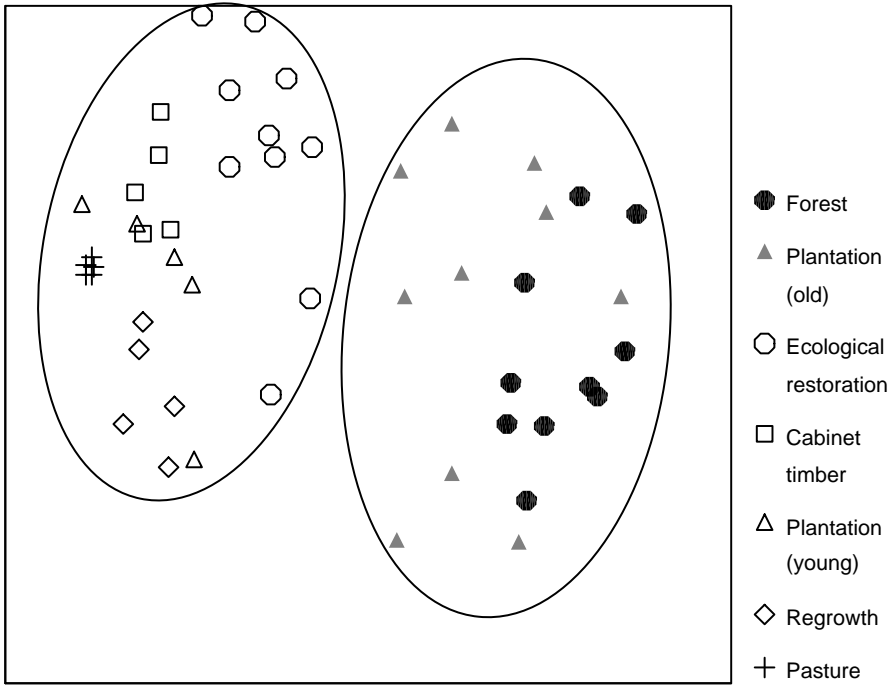 Forest
Plantation
(old)
Ecological
restoration
Cabinet
timber
Plantation
(young)
Regrowth
Pasture